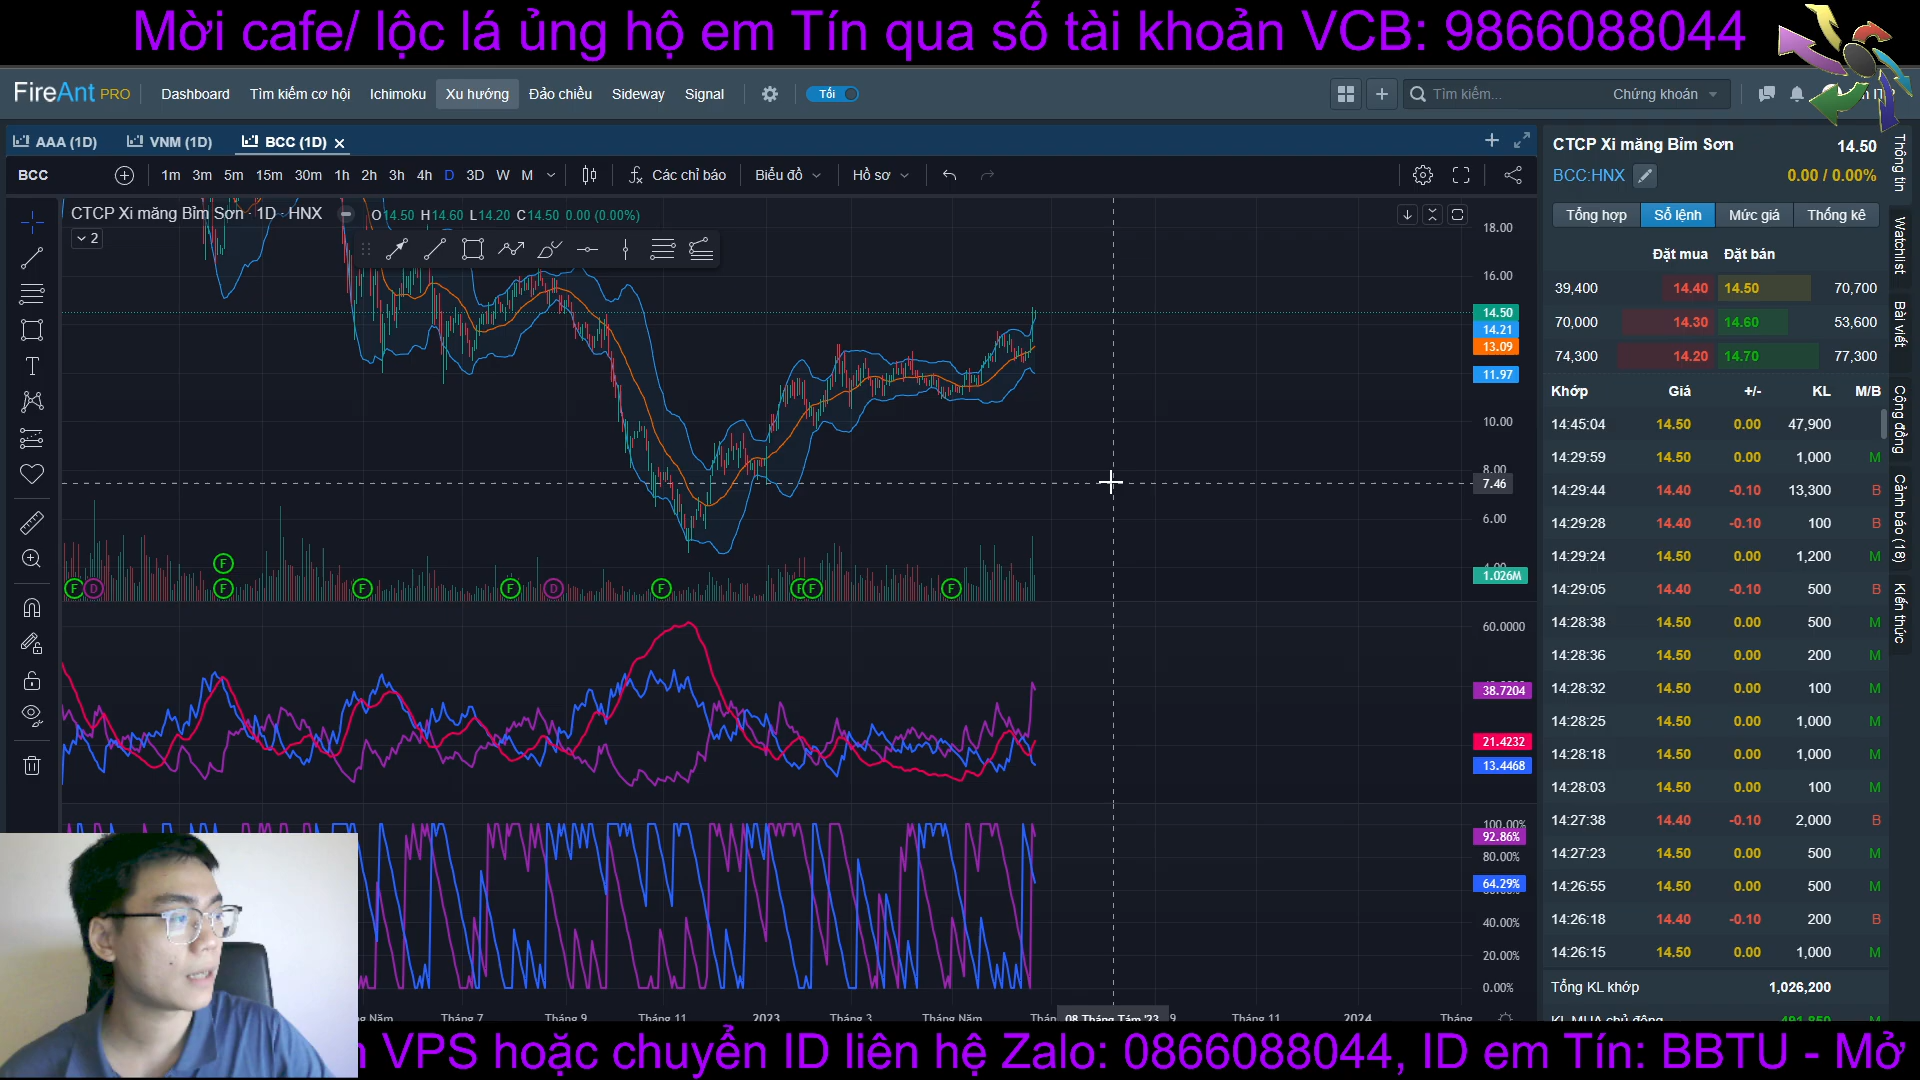 Mời cafe/ lộc lá ủng hộ em Tín qua số tài khoản VCB: 9866088044
FireAnt PRO Dashboard Tìm kiếm cơ hội Ichimoku Xu hướng Đảo chiều Sideway Signal Tối Tìm kiếm... Chứng khoán
AAA (1D) VNM (1D) BCC (1D)
BCC 1m 3m 5m 15m 30m 1h 2h 3h 4h D 3D W M Các chỉ báo Biểu đồ Hồ sơ
CTCP Xi măng Bỉm Sơn · 1D · HNX O14.50 H14.60 L14.20 C14.50 0.00 (0.00%)
2
18.00
16.00
14.50
14.21
13.09
11.97
10.00
8.00
7.46
6.00
1.026M
F D F F F F D F F F F
60.0000
38.7204
21.4232
13.4468
100.00%
92.86%
80.00%
64.29%
40.00%
20.00%
0.00%
Tháng 7 Tháng 9 Tháng 11 2023 Tháng 3 Tháng Năm 08 Tháng Tám '23 Tháng 11 2024 Tháng
CTCP Xi măng Bỉm Sơn 14.50
BCC:HNX 0.00 / 0.00%
Tổng hợp Sổ lệnh Mức giá Thống kê
Đặt mua Đặt bán
39,400 14.40 14.50 70,700
70,000 14.30 14.60 53,600
74,300 14.20 14.70 77,300
Khớp Giá +/- KL M/B
14:45:04 14.50 0.00 47,900
14:29:59 14.50 0.00 1,000 M
14:29:44 14.40 -0.10 13,300 B
14:29:28 14.40 -0.10 100 B
14:29:24 14.50 0.00 1,200 M
14:29:05 14.40 -0.10 500 B
14:28:38 14.50 0.00 500 M
14:28:36 14.50 0.00 200 M
14:28:32 14.50 0.00 100 M
14:28:25 14.50 0.00 1,000 M
14:28:18 14.50 0.00 1,000 M
14:28:03 14.50 0.00 100 M
14:27:38 14.40 -0.10 2,000 B
14:27:23 14.50 0.00 500 M
14:26:55 14.50 0.00 500 M
14:26:18 14.40 -0.10 200 B
14:26:15 14.50 0.00 1,000 M
Tổng KL khớp 1,026,200
KL MUA chủ động 491,850
Thông tin
Watchlist
Bài viết
Cộng đồng
Cảnh báo (18)
Kiến thức
VPS hoặc chuyển ID liên hệ Zalo: 0866088044, ID em Tín: BBTU - Mở